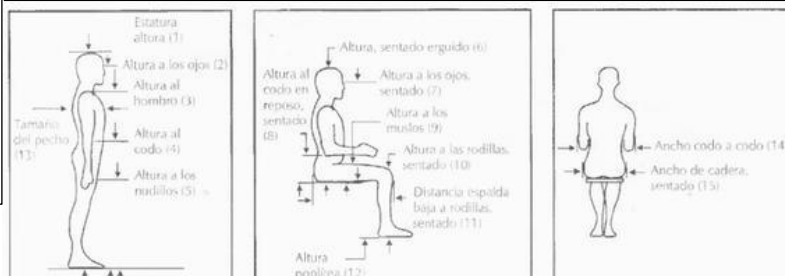 Estatura
altura (1)
Altura a los ojos (2)
Altura al
hombro (3)
Tamaño
del pecho
(13)
Altura al
codo (4)
Altura a los
nudillos (5)
Altura, sentado erguido (6)
Altura al
codo en
reposo,
sentado
(8)
Altura a los ojos,
sentado (7)
Altura a los
muslos (9)
Altura a las rodillas,
sentado (10)
Distancia espalda
baja a rodillas,
sentado (11)
Altura
poplítea (12)
Ancho codo a codo (14
Ancho de cadera,
sentado (15)